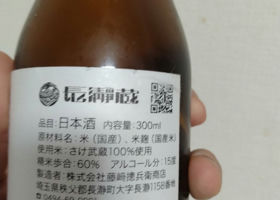 長瀞蔵
品目:日本酒 内容量:300ml
原材料名:米(国産)、米麹(国産米)
使用米:さけ武蔵100%使用
精米歩合:60% アルコール分:15度
製造者:株式会社藤﨑摠兵衛商店
埼玉県秩父郡長瀞町大字長瀞1158番地